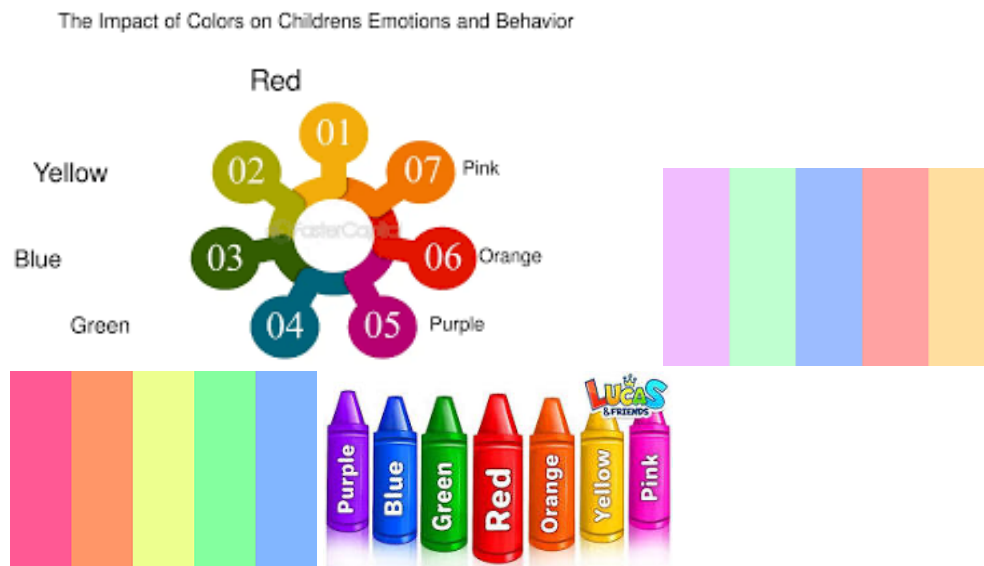 The Impact of Colors on Childrens Emotions and Behavior
Red
01
Yellow
02
07
Pink
Blue
03
FasterCapital
06
Orange
Green
04
05
Purple
LUCAS
& FRIENDS
Purple
Blue
Green
Red
Orange
Yellow
Pink